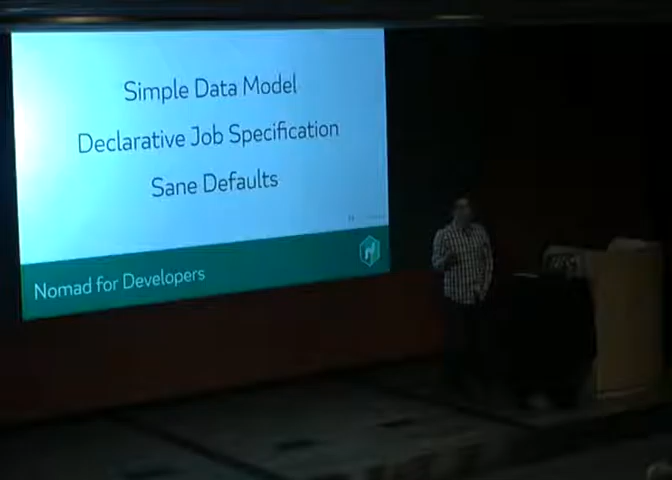 Simple Data Model
Declarative Job Specification
Sane Defaults
Nomad for Developers